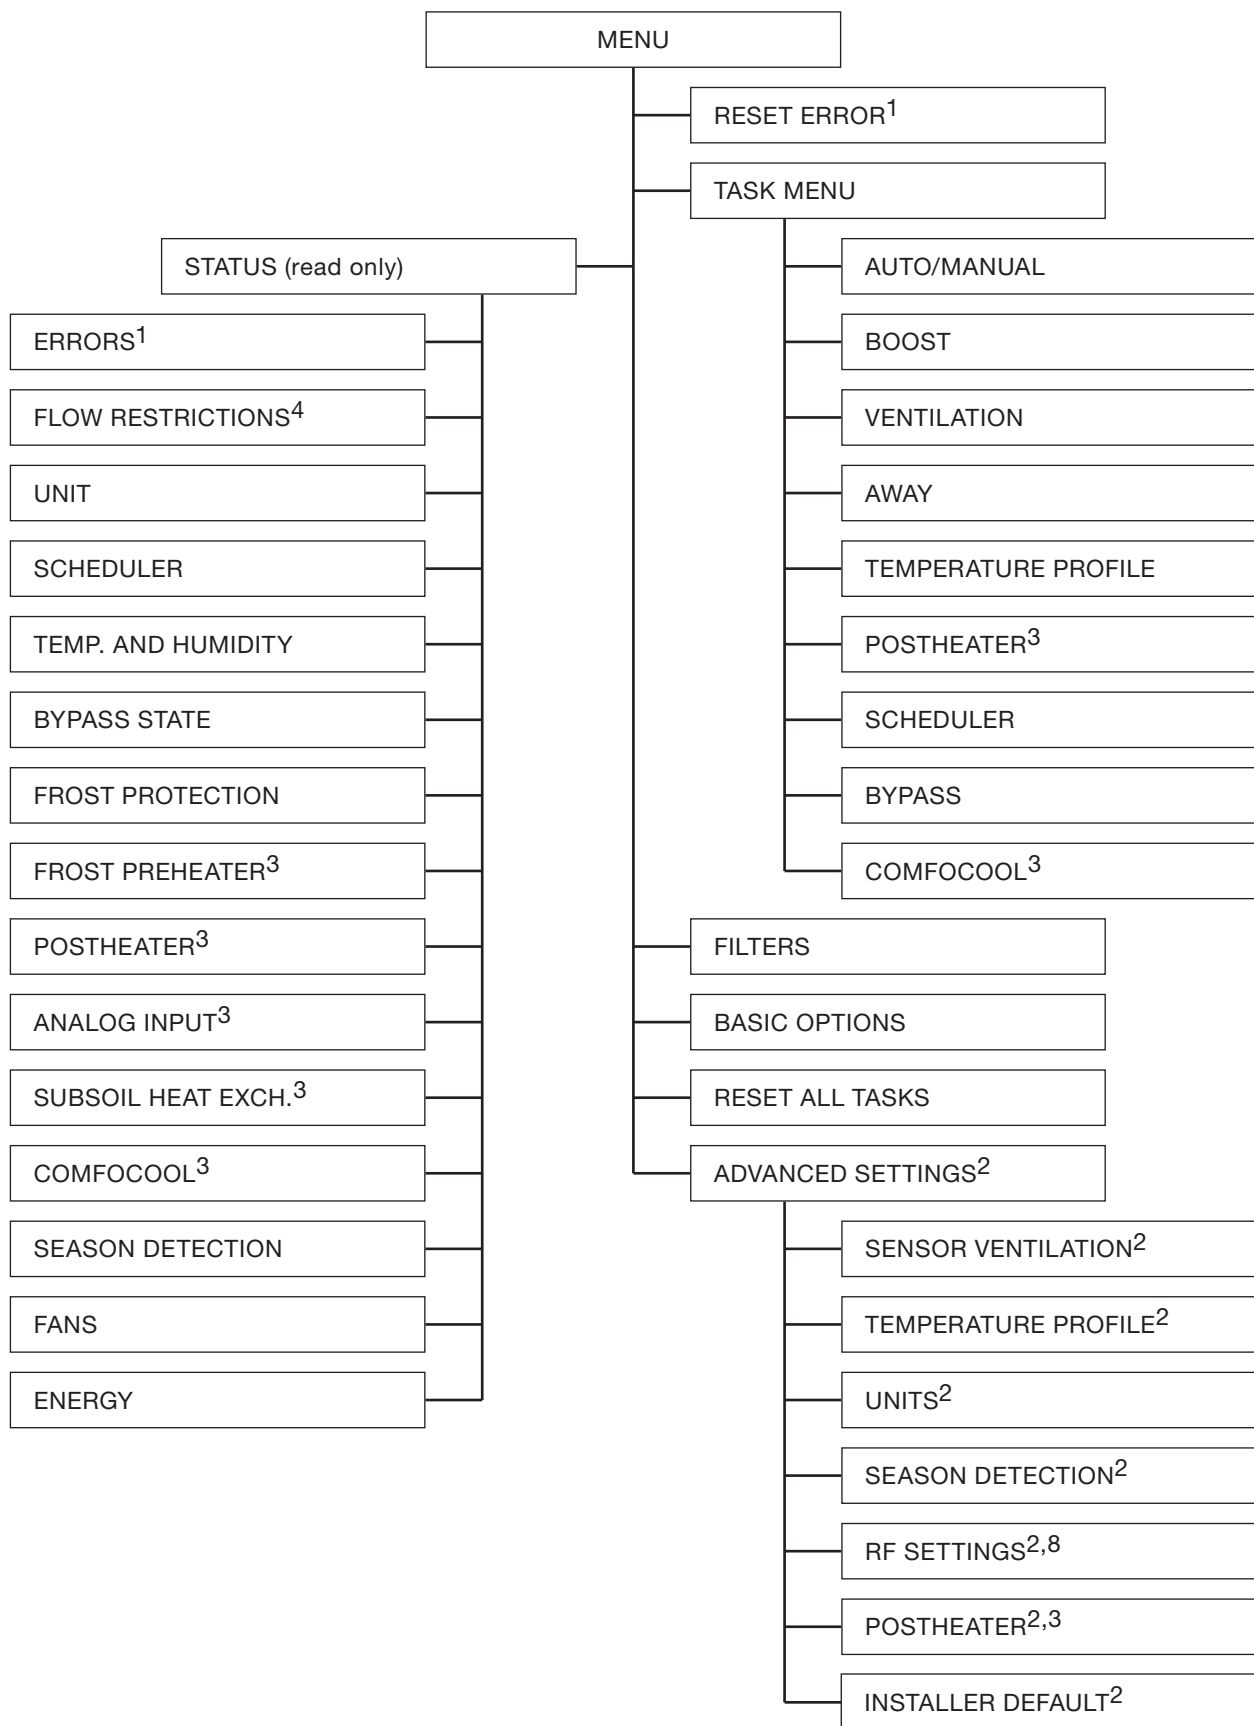 MENU
RESET ERROR¹
TASK MENU
STATUS (read only)
AUTO/MANUAL
ERRORS¹
BOOST
FLOW RESTRICTIONS⁴
VENTILATION
UNIT
AWAY
SCHEDULER
TEMPERATURE PROFILE
TEMP. AND HUMIDITY
POSTHEATER³
BYPASS STATE
SCHEDULER
FROST PROTECTION
BYPASS
FROST PREHEATER³
COMFOCOOL³
POSTHEATER³
FILTERS
ANALOG INPUT³
BASIC OPTIONS
SUBSOIL HEAT EXCH.³
RESET ALL TASKS
COMFOCOOL³
ADVANCED SETTINGS²
SEASON DETECTION
SENSOR VENTILATION²
FANS
TEMPERATURE PROFILE²
ENERGY
UNITS²
SEASON DETECTION²
RF SETTINGS²,⁸
POSTHEATER²,³
INSTALLER DEFAULT²